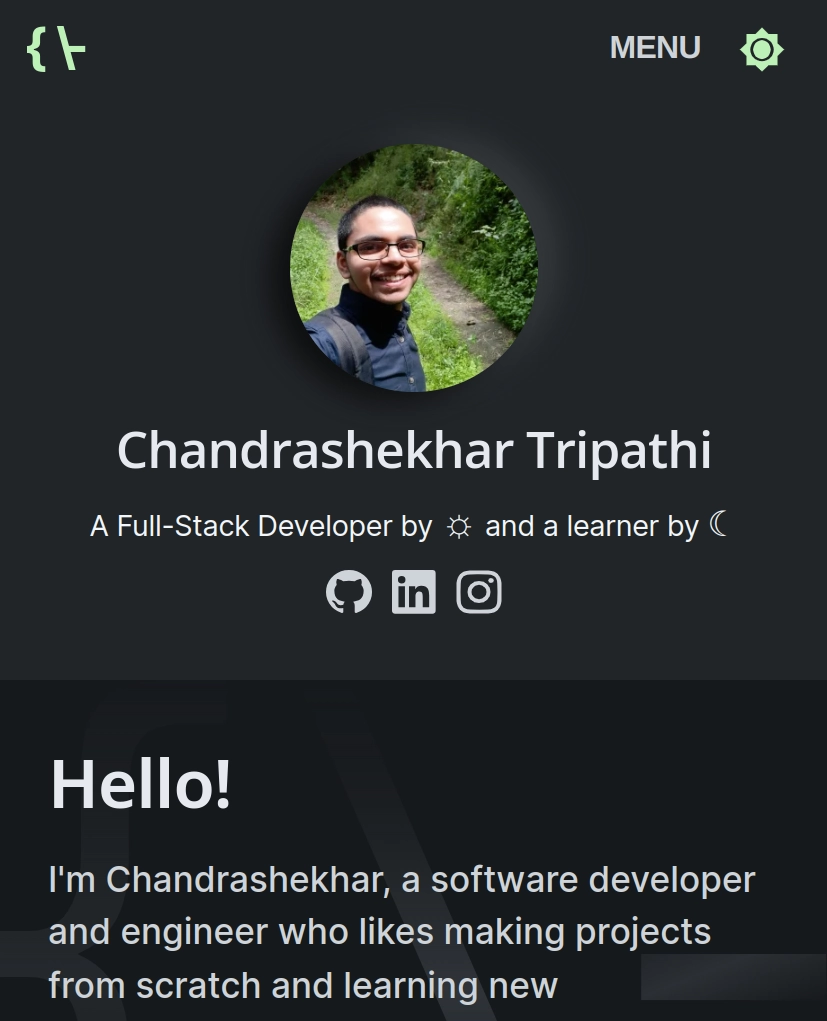 MENU
Chandrashekhar Tripathi
A Full-Stack Developer by ☼ and a learner by ☾
Hello!
I'm Chandrashekhar, a software developer
and engineer who likes making projects
from scratch and learning new